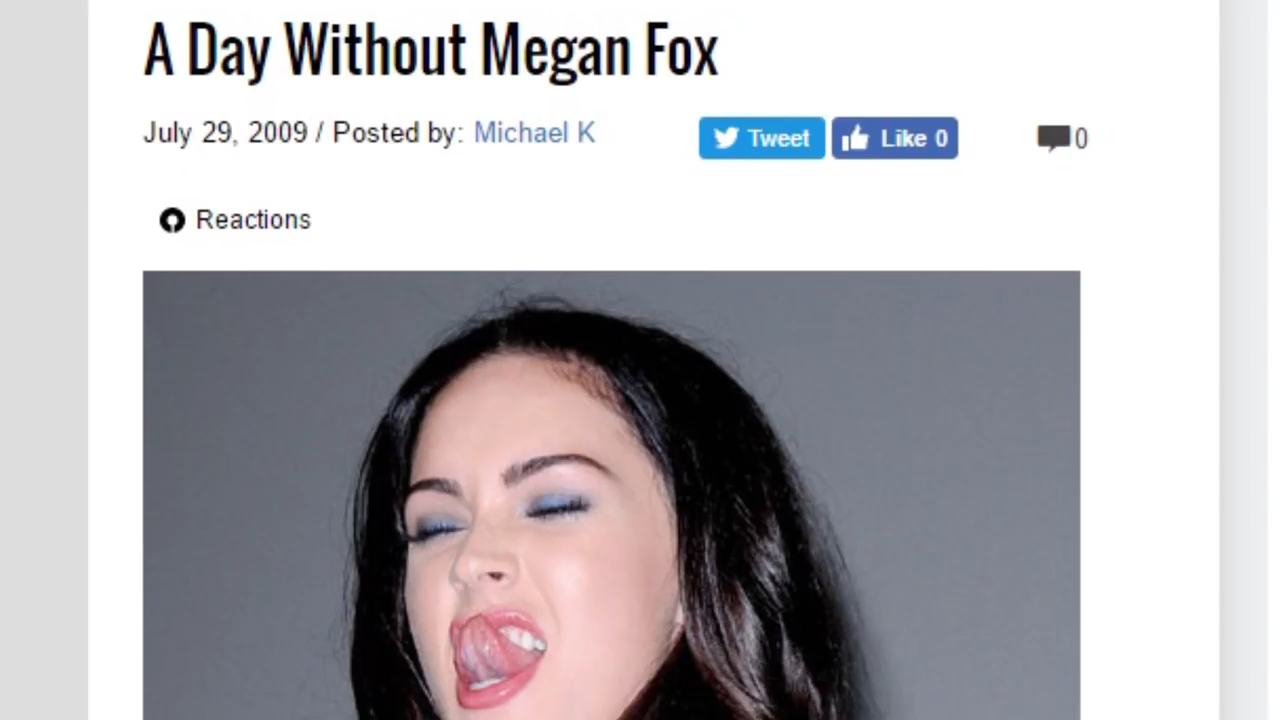 A Day Without Megan Fox
July 29, 2009 / Posted by: Michael K
Tweet
Like 0
0
Reactions